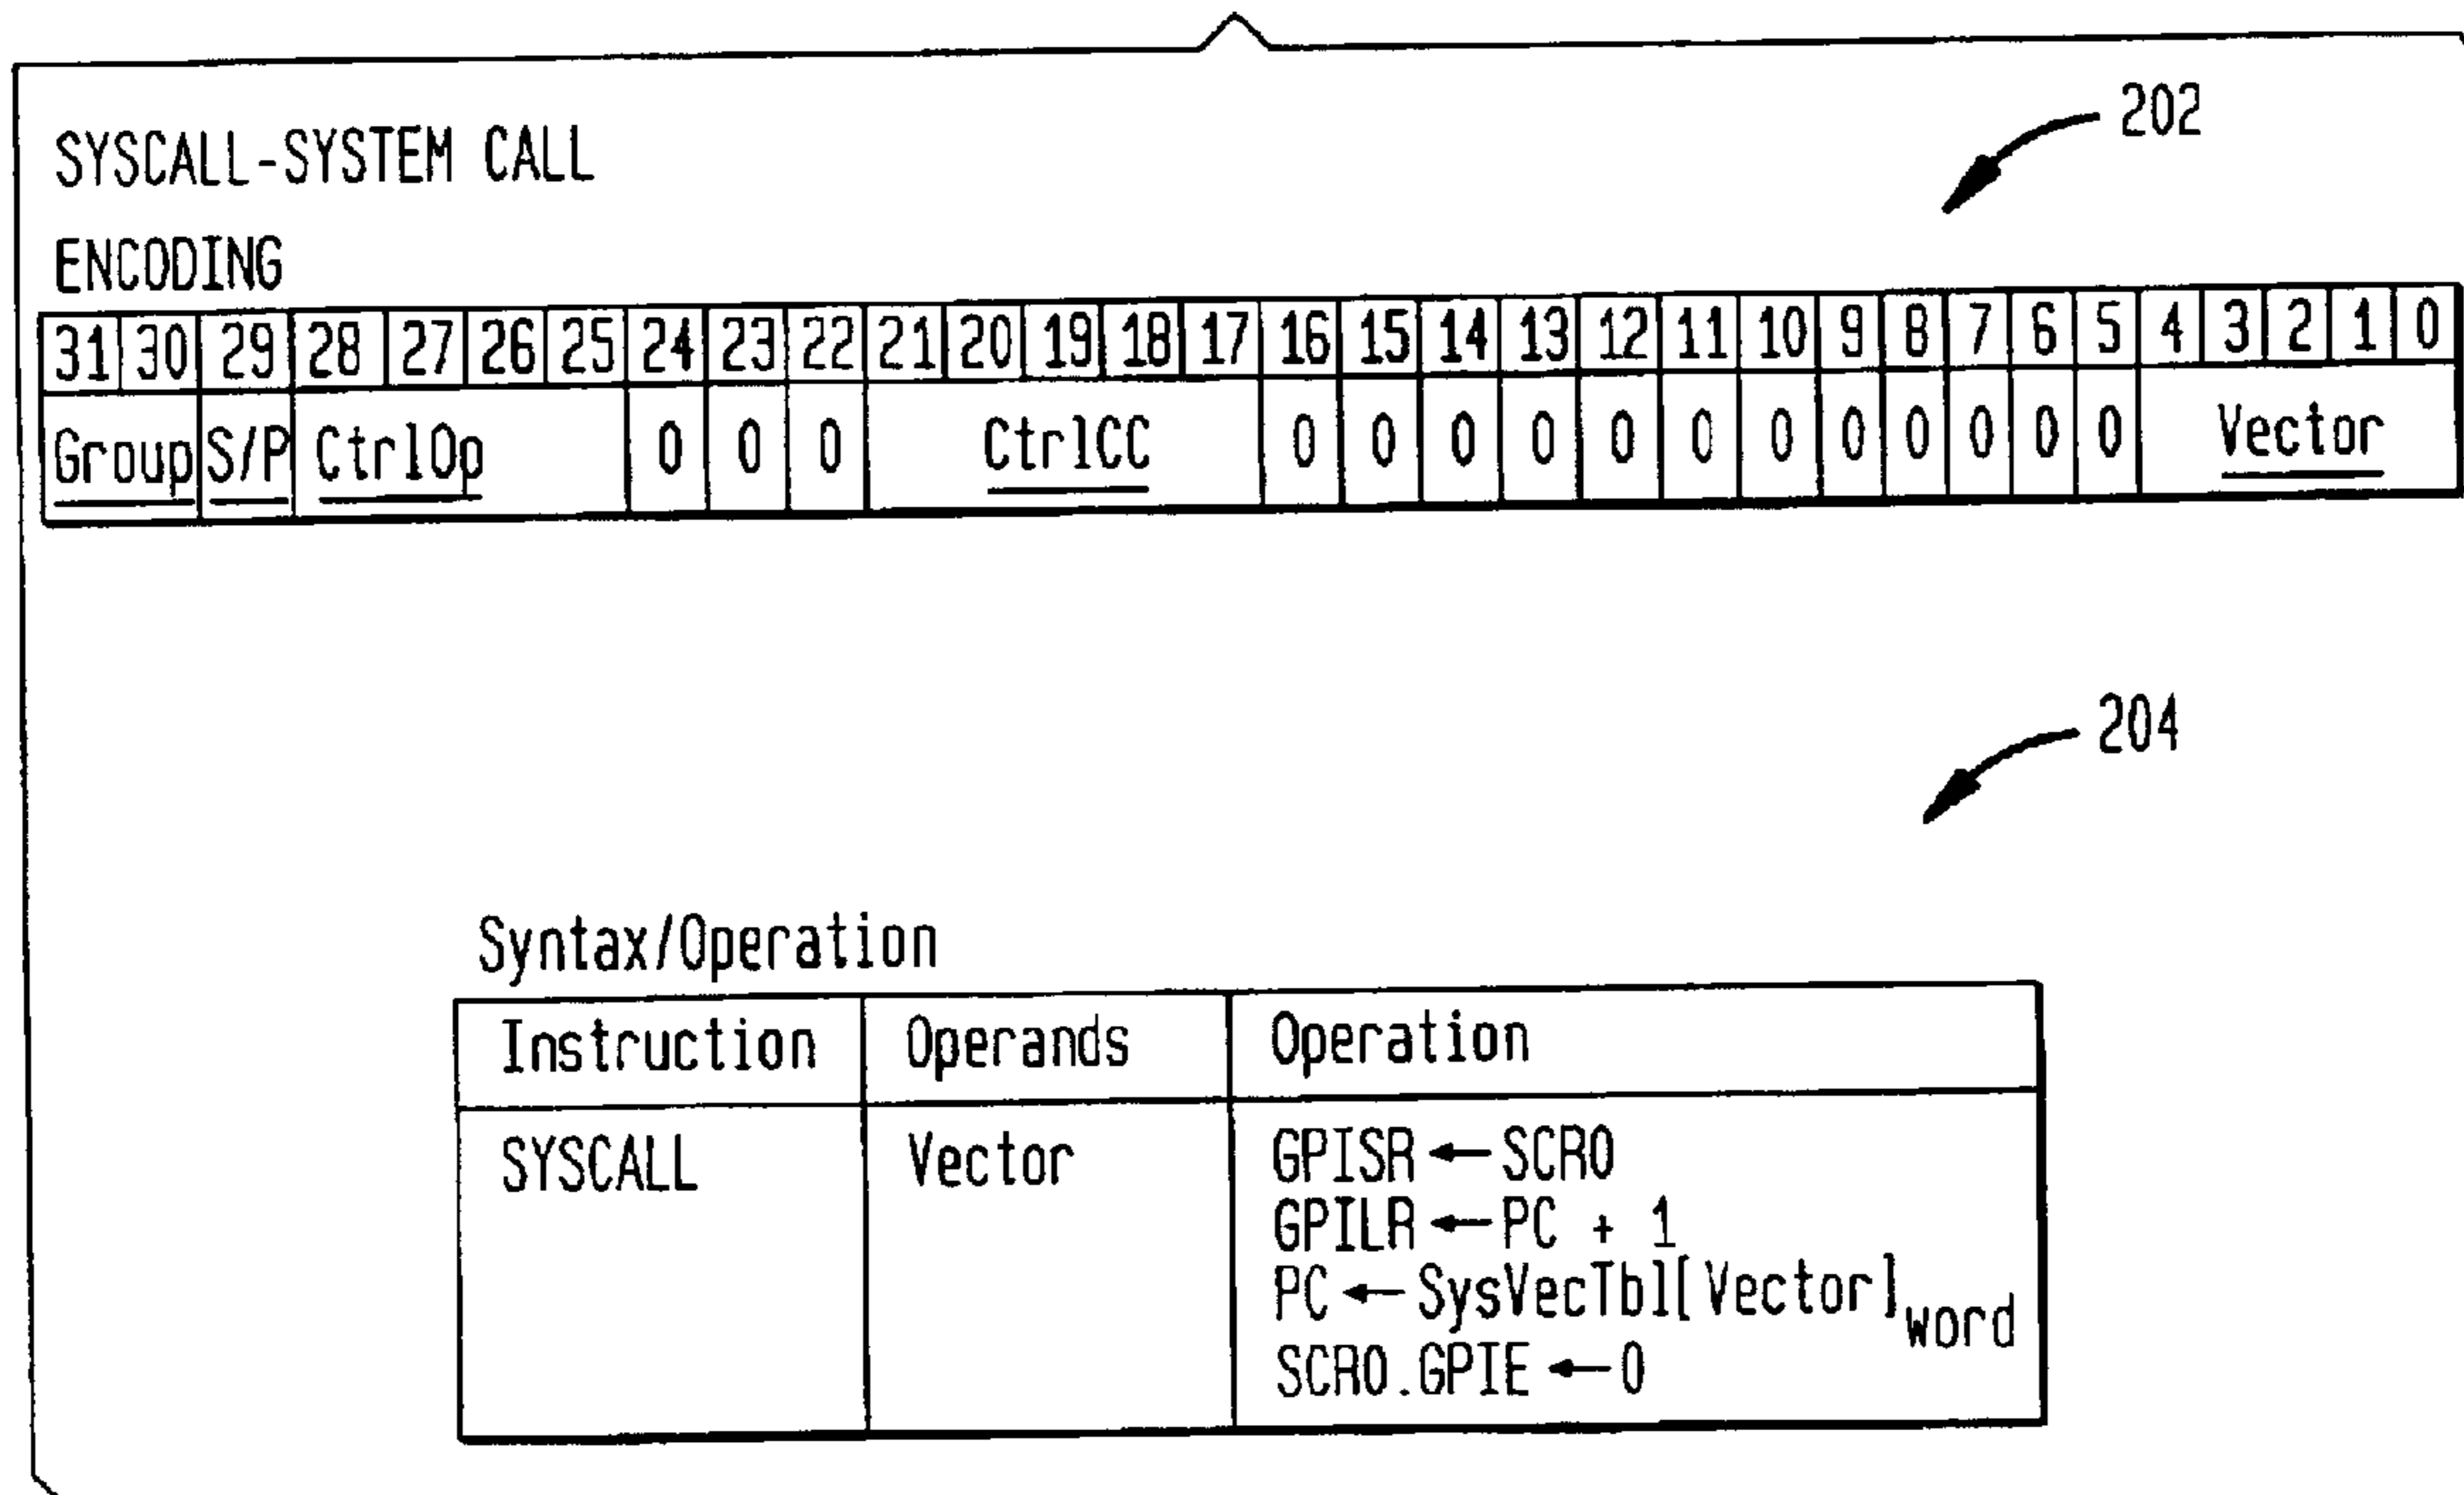 202
SYSCALL-SYSTEM CALL
ENCODING
31 30 29 28 27 26 25 24 23 22 21 20 19 18 17 16 15 14 13 12 11 10 9 8 7 6 5 4 3 2 1 0
Group S/P CtrlOp 0 0 0 CtrlCC 0 0 0 0 0 0 0 0 0 0 0 0 Vector
204
Syntax/Operation
Instruction Operands Operation
SYSCALL Vector GPISR ← SCR0
GPILR ← PC + 1
PC ← SysVecTbl[Vector]word
SCR0.GPIE ← 0